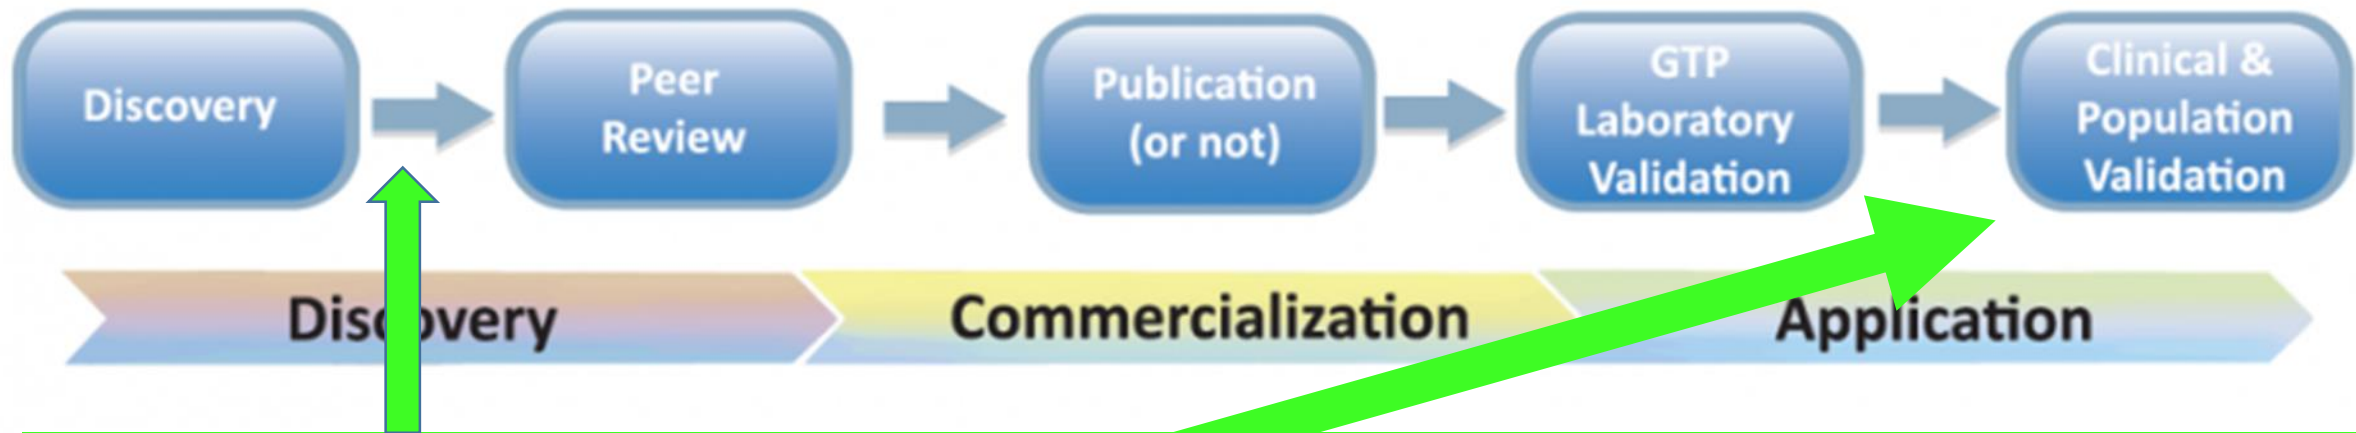 Discovery
Peer
Review
Publication
(or not)
GTP
Laboratory
Validation
Clinical &
Population
Validation
Discovery
Commercialization
Application